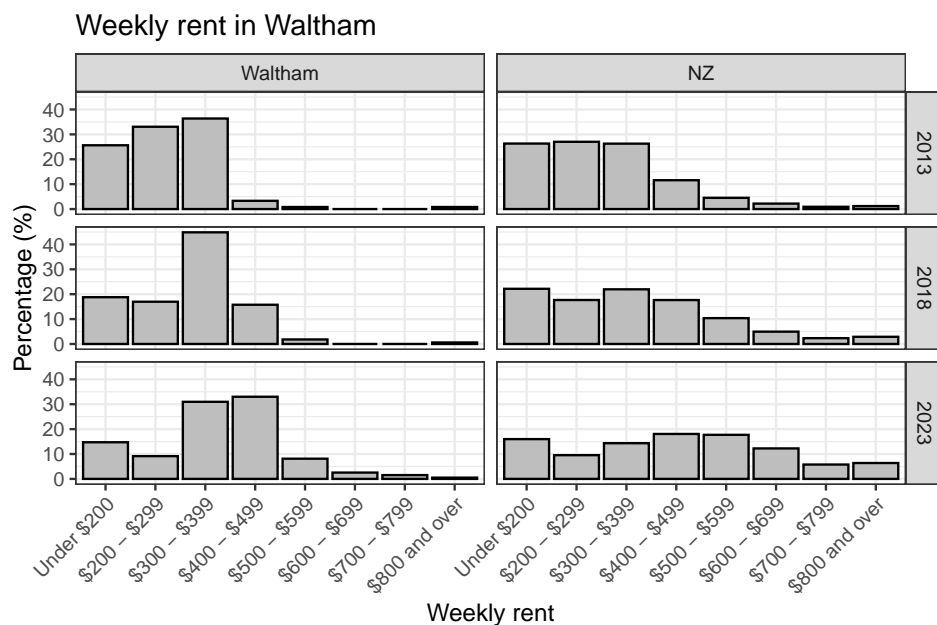 Weekly rent in Waltham
Waltham
NZ
Percentage (%)
40
30
20
10
0
2013
40
30
20
10
0
2018
40
30
20
10
0
2023
Under $200
$200 – $299
$300 – $399
$400 – $499
$500 – $599
$600 – $699
$700 – $799
$800 and over
Under $200
$200 – $299
$300 – $399
$400 – $499
$500 – $599
$600 – $699
$700 – $799
$800 and over
Weekly rent